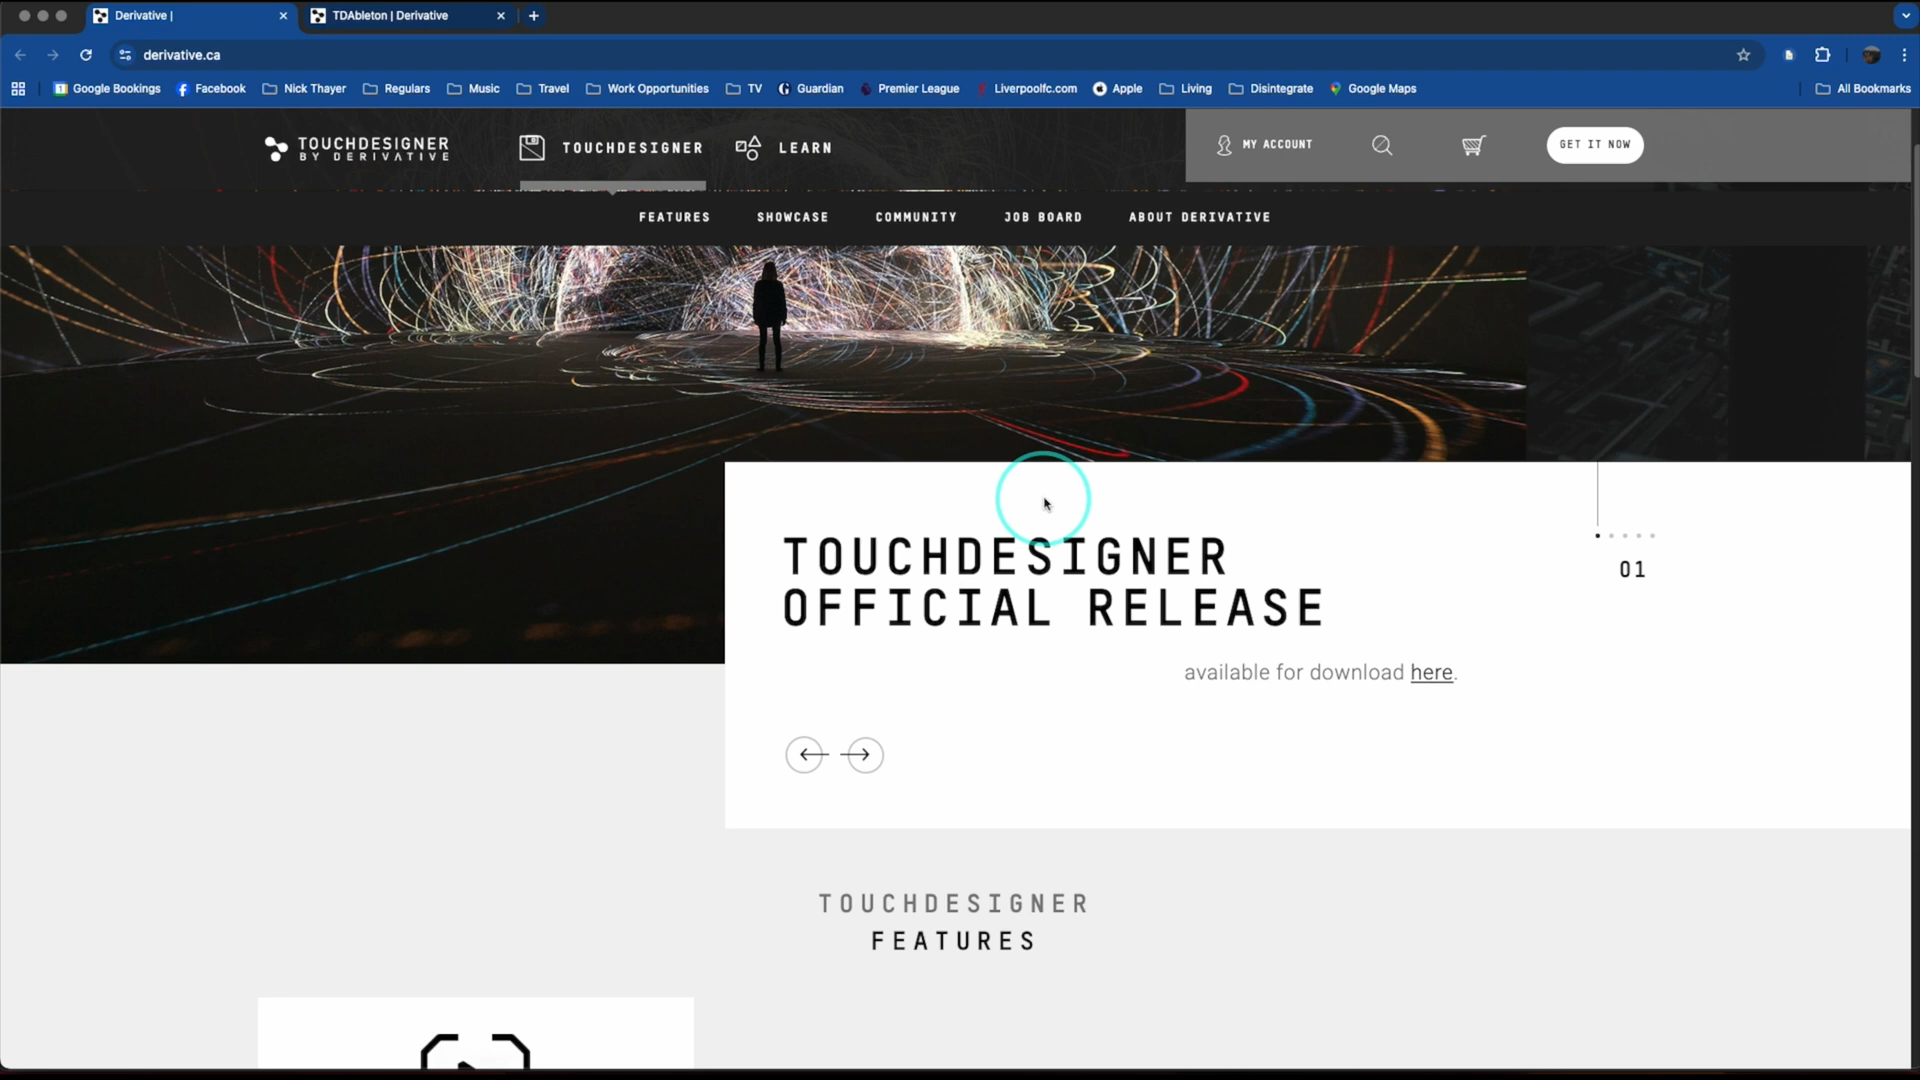 Derivative |
TDAbleton | Derivative
derivative.ca
Google Bookings
Facebook
Nick Thayer
Regulars
Music
Travel
Work Opportunities
TV
Guardian
Premier League
Liverpoolfc.com
Apple
Living
Disintegrate
Google Maps
All Bookmarks
TOUCHDESIGNER
BY DERIVATIVE
TOUCHDESIGNER
LEARN
MY ACCOUNT
GET IT NOW
FEATURES
SHOWCASE
COMMUNITY
JOB BOARD
ABOUT DERIVATIVE
TOUCHDESIGNER
OFFICIAL RELEASE
01
available for download here.
TOUCHDESIGNER
FEATURES